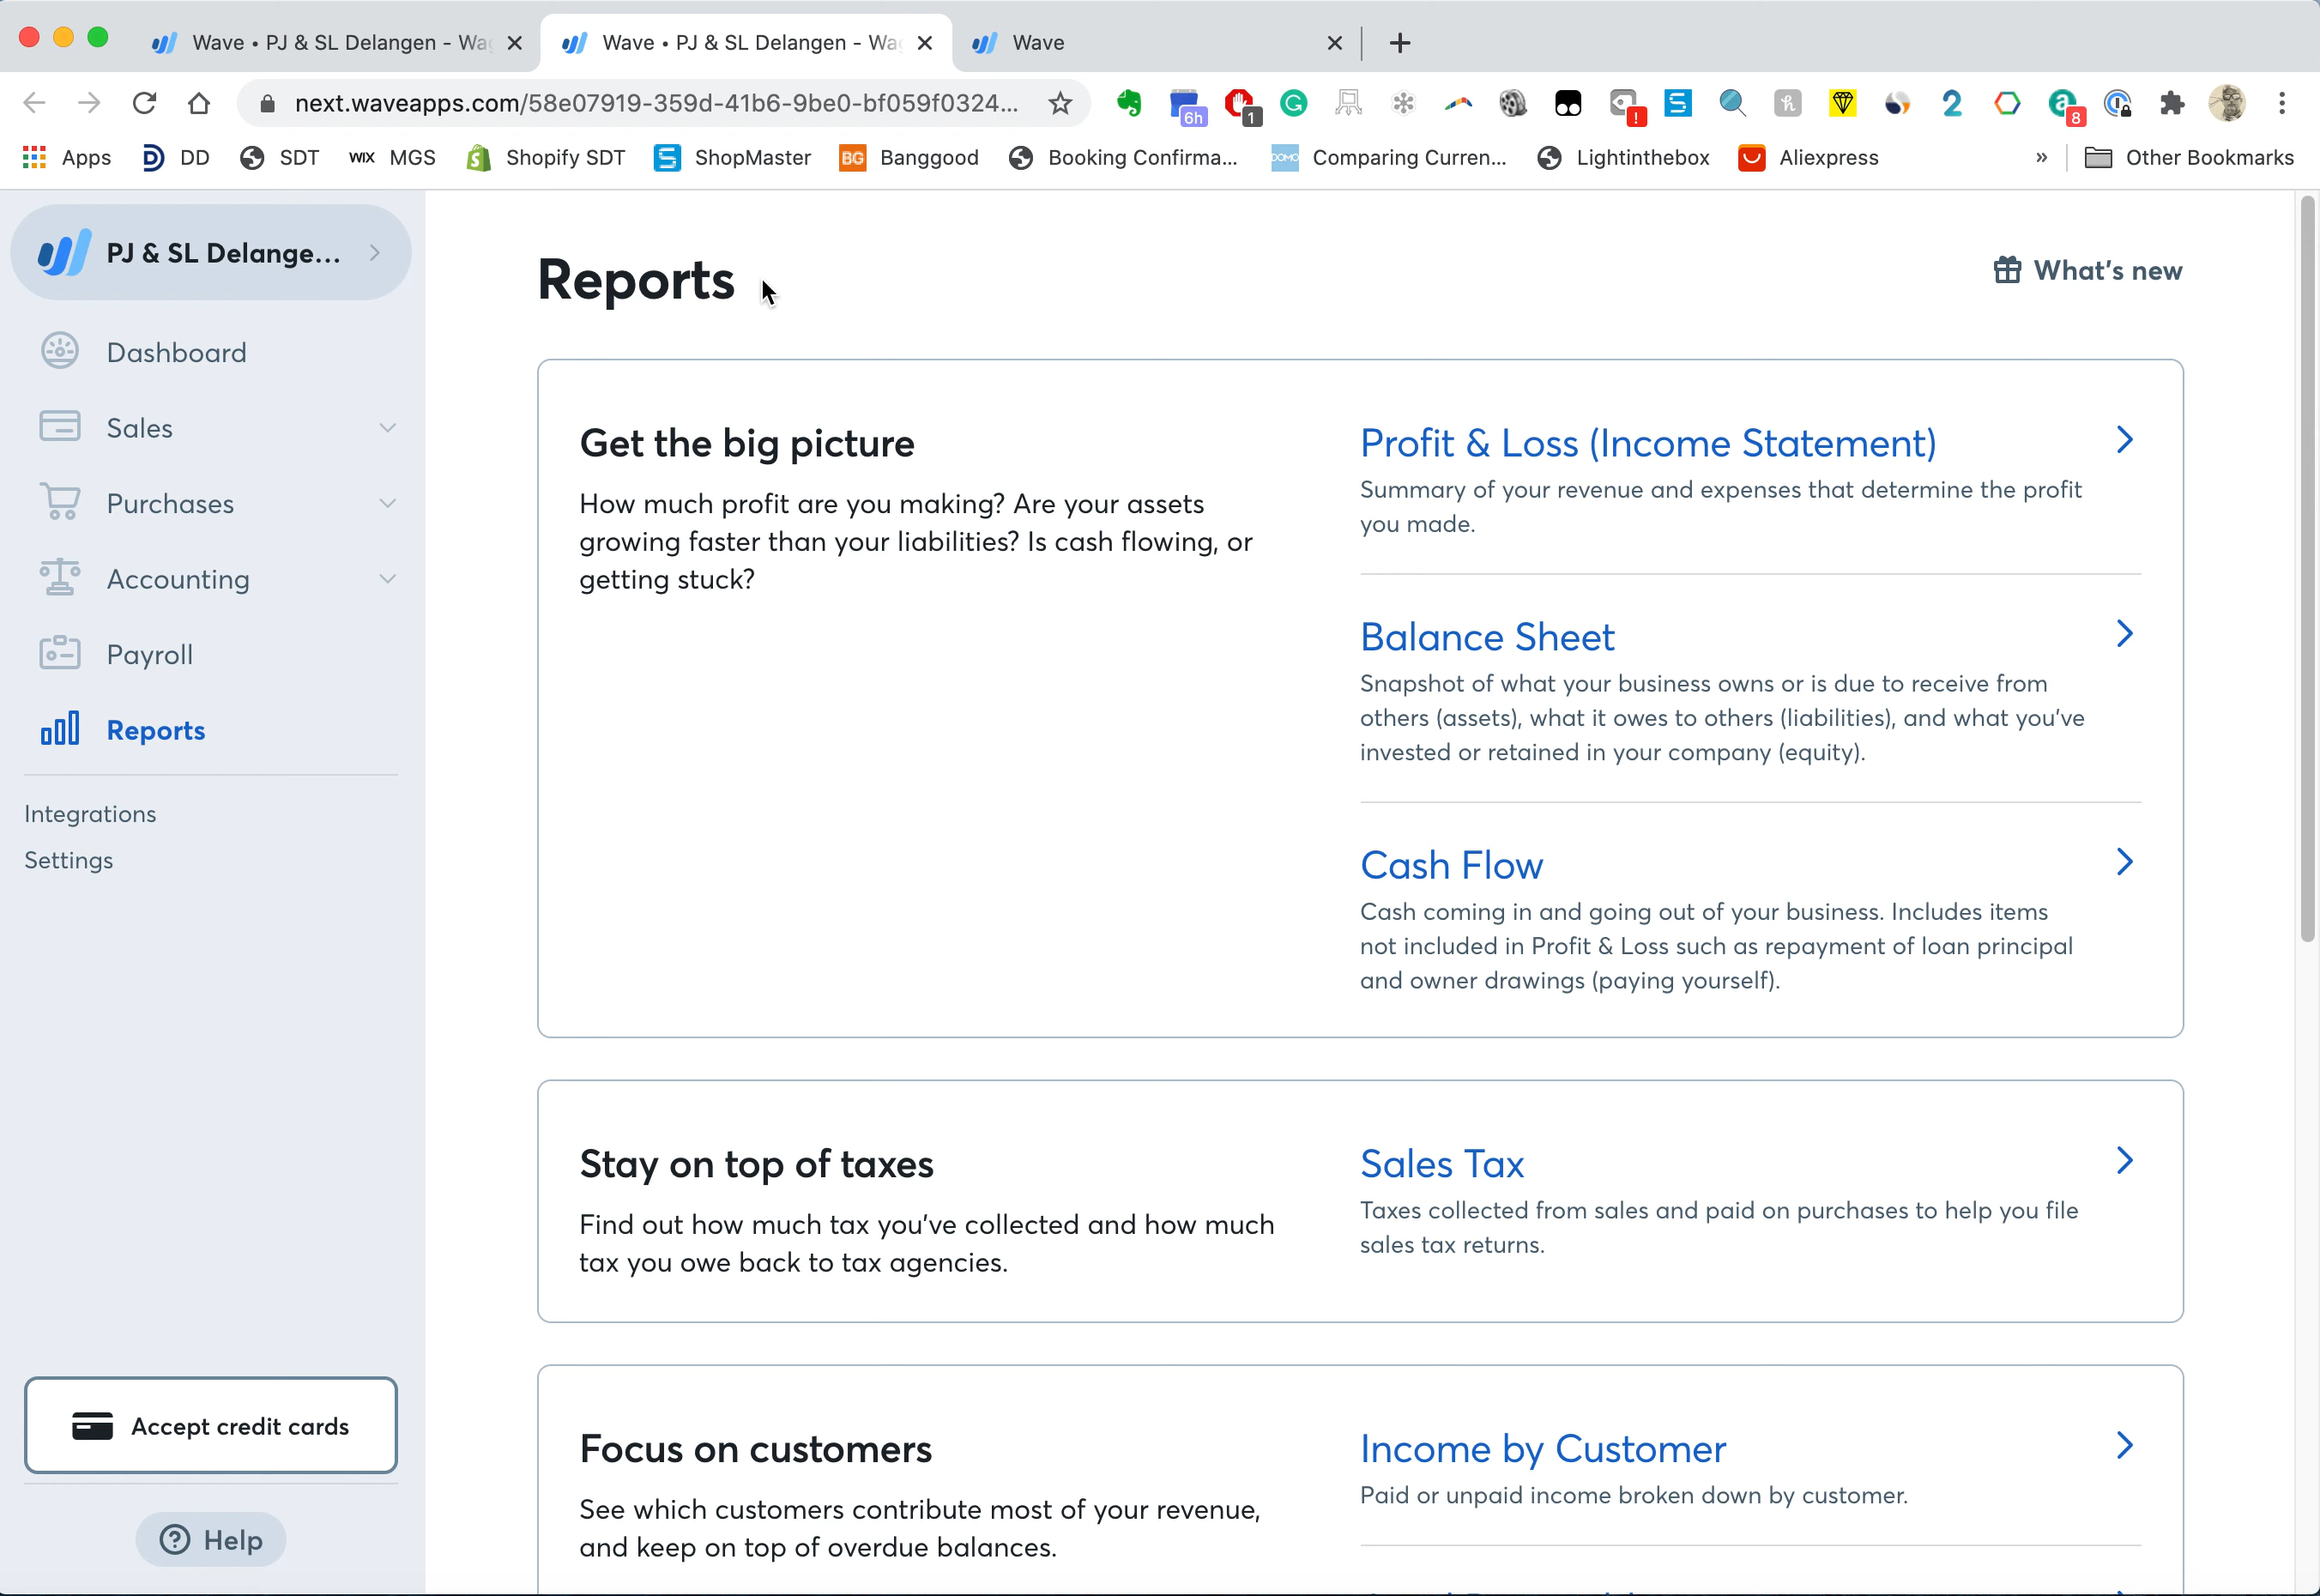 Wave • PJ & SL Delangen - Wa
Wave • PJ & SL Delangen - Wa
Wave
next.waveapps.com/58e07919-359d-41b6-9be0-bf059f0324...
6h
1
!
8
Apps
DD
SDT
WIX
MGS
Shopify SDT
ShopMaster
BG
Banggood
Booking Confirma...
DOMO
Comparing Curren...
Lightinthebox
Aliexpress
»
Other Bookmarks
PJ & SL Delange...
Dashboard
Sales
Purchases
Accounting
Payroll
Reports
Integrations
Settings
Accept credit cards
Help
Reports
What's new
Get the big picture
How much profit are you making? Are your assets
growing faster than your liabilities? Is cash flowing, or
getting stuck?
Profit & Loss (Income Statement)
Summary of your revenue and expenses that determine the profit
you made.
Balance Sheet
Snapshot of what your business owns or is due to receive from
others (assets), what it owes to others (liabilities), and what you've
invested or retained in your company (equity).
Cash Flow
Cash coming in and going out of your business. Includes items
not included in Profit & Loss such as repayment of loan principal
and owner drawings (paying yourself).
Stay on top of taxes
Find out how much tax you've collected and how much
tax you owe back to tax agencies.
Sales Tax
Taxes collected from sales and paid on purchases to help you file
sales tax returns.
Focus on customers
See which customers contribute most of your revenue,
and keep on top of overdue balances.
Income by Customer
Paid or unpaid income broken down by customer.